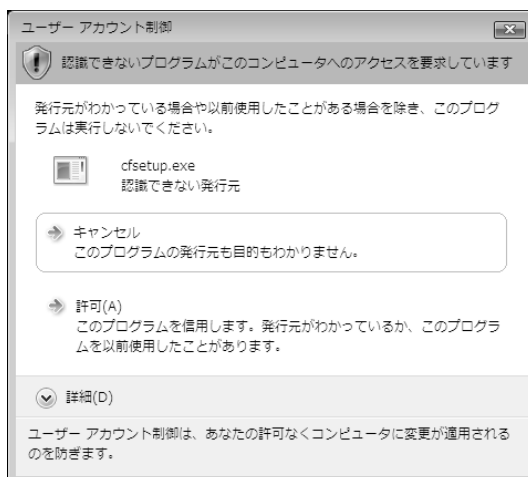 ユーザー アカウント制御
認識できないプログラムがこのコンピュータへのアクセスを要求しています
発行元がわかっている場合や以前使用したことがある場合を除き、このプログ
ラムは実行しないでください。
cfsetup.exe
認識できない発行元
キャンセル
このプログラムの発行元も目的もわかりません。
許可(A)
このプログラムを信用します。発行元がわかっているか、このプログラ
ムを以前使用したことがあります。
詳細(D)
ユーザー アカウント制御は、あなたの許可なくコンピュータに変更が適用される
のを防ぎます。